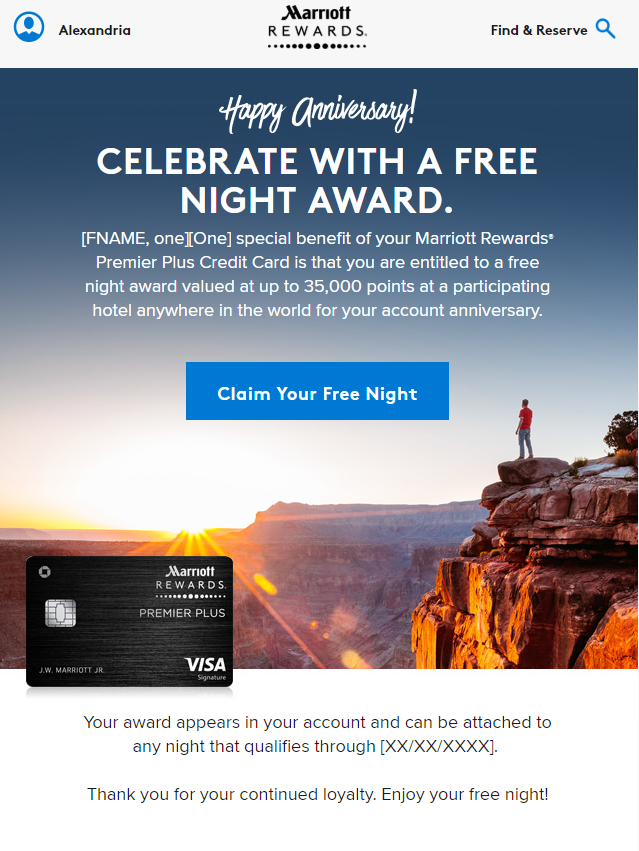 Alexandria
Marriott
REWARDS.
Find & Reserve
Happy Anniversary!
CELEBRATE WITH A FREE
NIGHT AWARD.
[FNAME, one][One] special benefit of your Marriott Rewards®
Premier Plus Credit Card is that you are entitled to a free
night award valued at up to 35,000 points at a participating
hotel anywhere in the world for your account anniversary.
Claim Your Free Night
Marriott
REWARDS.
PREMIER PLUS
J.W. MARRIOTT JR.
VISA
Signature
Your award appears in your account and can be attached to
any night that qualifies through [XX/XX/XXXX].
Thank you for your continued loyalty. Enjoy your free night!